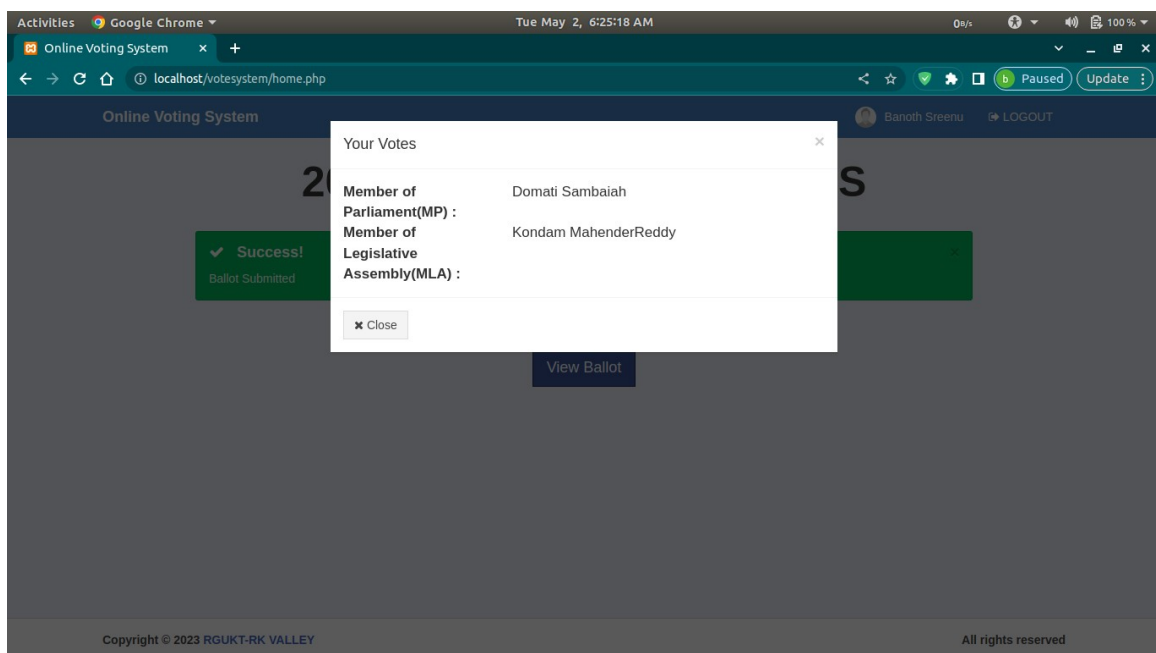 Activities Google Chrome Tue May 2, 6:25:18 AM 0B/s 100 %
Online Voting System
localhost/votesystem/home.php Paused Update
Online Voting System Banoth Sreenu LOGOUT
Your Votes
S
Member of Domati Sambaiah
Parliament(MP) :
Member of Kondam MahenderReddy
Legislative
Assembly(MLA) :
Success!
Ballot Submitted
Close
View Ballot
Copyright © 2023 RGUKT-RK VALLEY All rights reserved